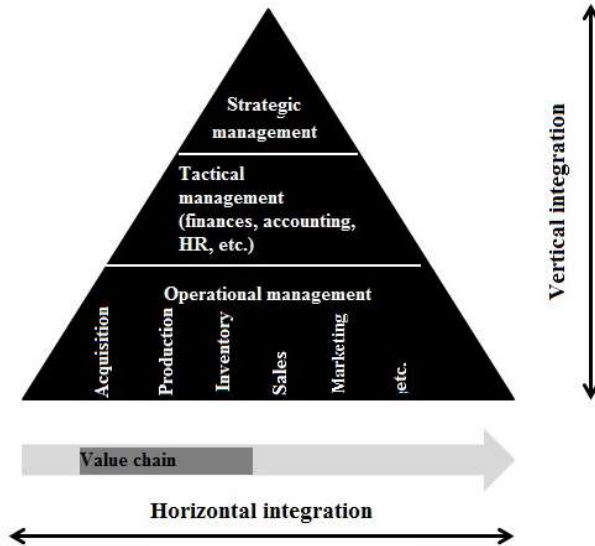 Strategic
management
Tactical
management
(finances, accounting,
HR, etc.)
Operational management
Acquisition
Production
Inventory
Sales
Marketing
etc.
Value chain
Horizontal integration
Vertical integration